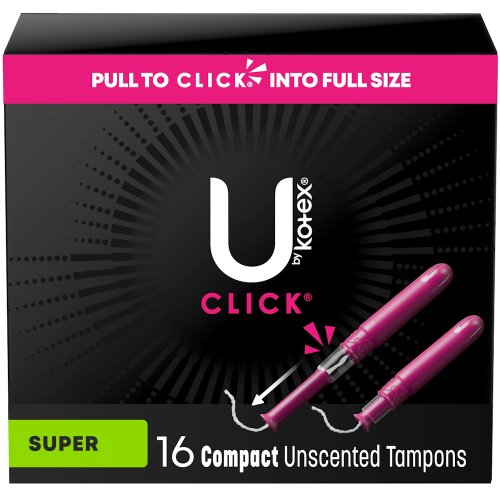 PULL TO CLICK® INTO FULL SIZE
U
by kotex®
CLICK®
SUPER
16 Compact Unscented Tampons